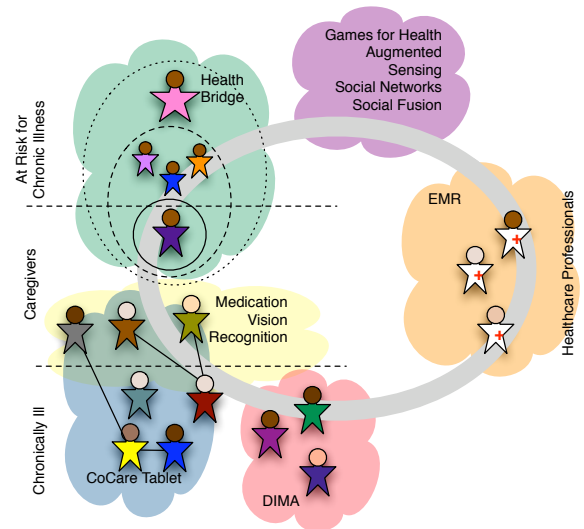 Games for Health
Augmented
Sensing
Social Networks
Social Fusion
Health
Bridge
At Risk for
Chronic Illness
EMR
Healthcare Professionals
Caregivers
Medication
Vision
Recognition
Chronically Ill
CoCare Tablet
DIMA